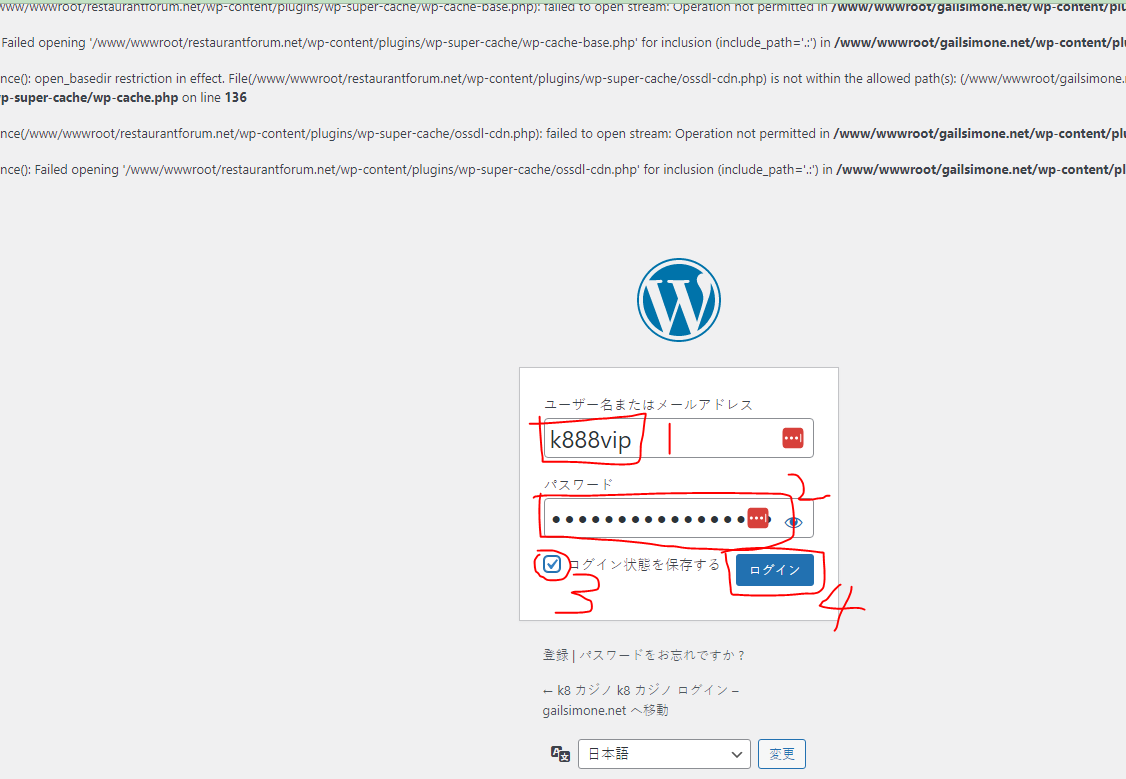 www/wwwroot/restaurantforum.net/wp-content/plugins/wp-super-cache/wp-cache-base.php): failed to open stream: Operation not permitted in /www/wwwroot/gailsimone.net/wp-content/plu
Failed opening '/www/wwwroot/restaurantforum.net/wp-content/plugins/wp-super-cache/wp-cache-base.php' for inclusion (include_path='.:') in /www/wwwroot/gailsimone.net/wp-content/pl
nce(): open_basedir restriction in effect. File(/www/wwwroot/restaurantforum.net/wp-content/plugins/wp-super-cache/ossdl-cdn.php) is not within the allowed path(s): (/www/wwwroot/gailsimone.
p-super-cache/wp-cache.php on line 136
nce(/www/wwwroot/restaurantforum.net/wp-content/plugins/wp-super-cache/ossdl-cdn.php): failed to open stream: Operation not permitted in /www/wwwroot/gailsimone.net/wp-content/plu
nce(): Failed opening '/www/wwwroot/restaurantforum.net/wp-content/plugins/wp-super-cache/ossdl-cdn.php' for inclusion (include_path='.:') in /www/wwwroot/gailsimone.net/wp-content/pl
W
ユーザー名またはメールアドレス
k888vip 1
パスワード 2
ログイン状態を保存する ログイン
3 4
登録 | パスワードをお忘れですか ?
← k8 カジノ k8 カジノ ログイン –
gailsimone.net へ移動
日本語 変更